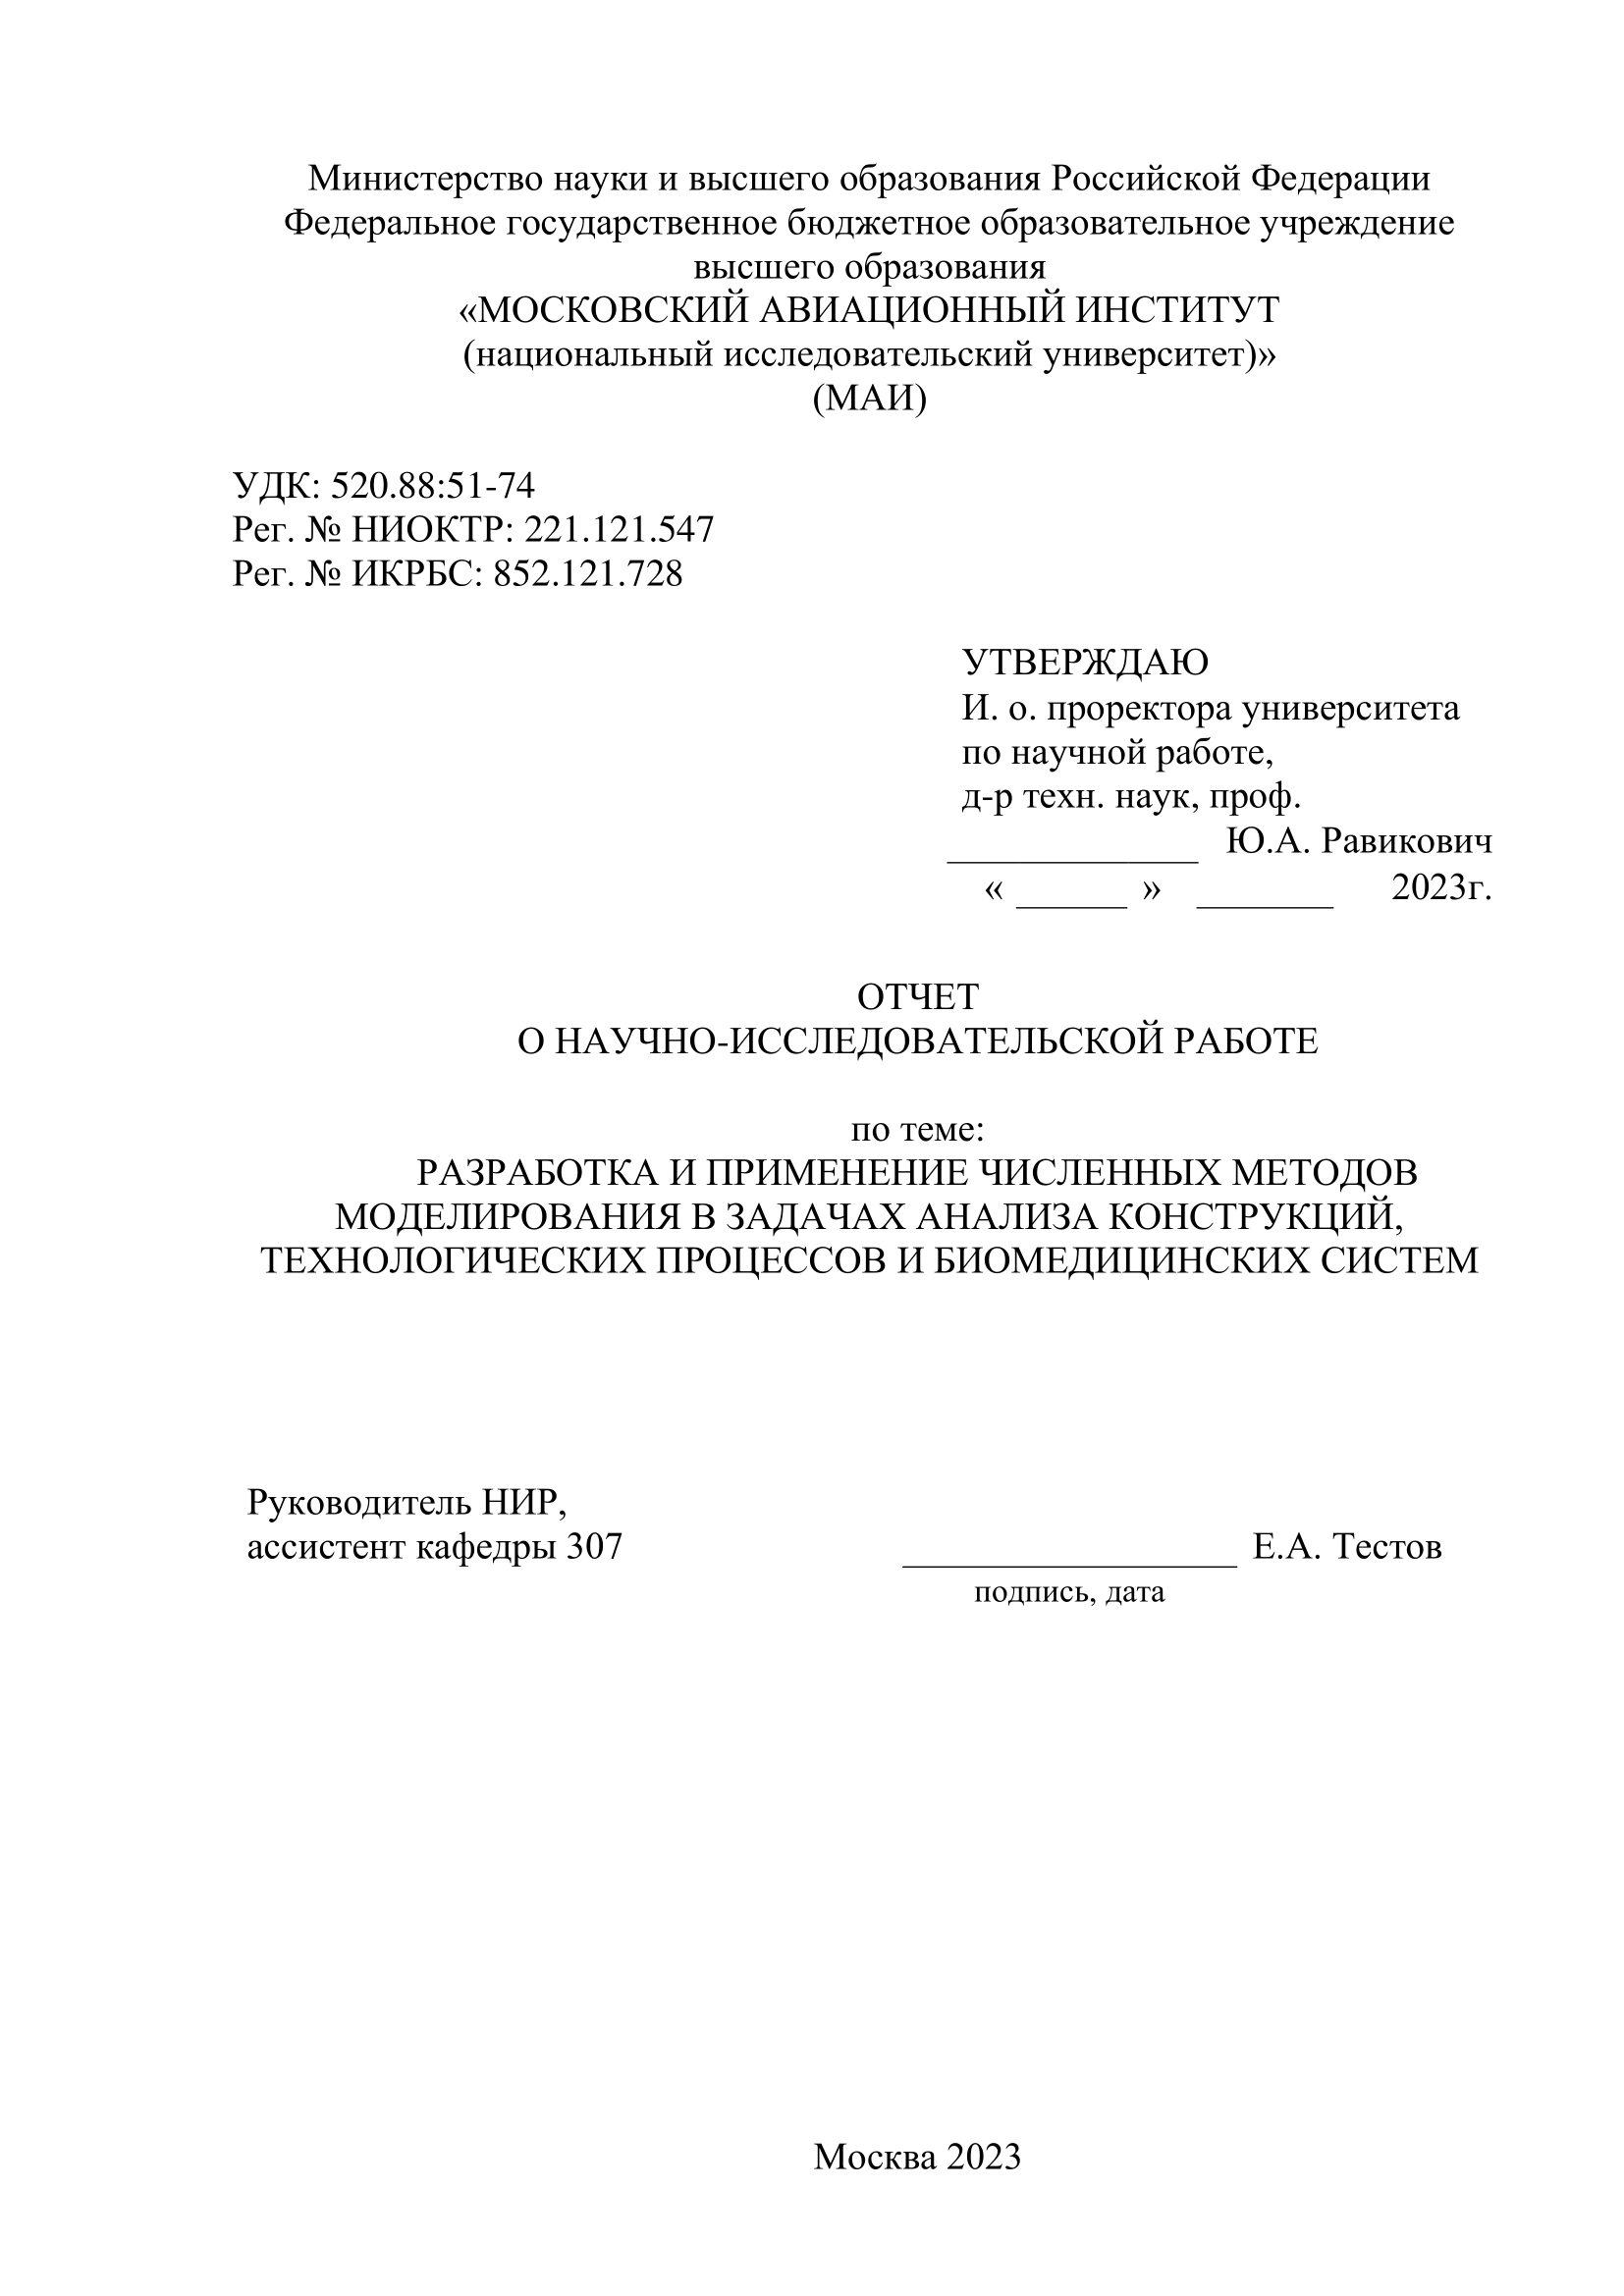 Министерство науки и высшего образования Российской Федерации
Федеральное государственное бюджетное образовательное учреждение
высшего образования
«МОСКОВСКИЙ АВИАЦИОННЫЙ ИНСТИТУТ
(национальный исследовательский университет)»
(МАИ)
УДК: 520.88:51-74
Рег. № НИОКТР: 221.121.547
Рег. № ИКРБС: 852.121.728
УТВЕРЖДАЮ
И. о. проректора университета
по научной работе,
д-р техн. наук, проф.
_____________ Ю.А. Равикович
« ______ » _______ 2023г.
ОТЧЕТ
О НАУЧНО-ИССЛЕДОВАТЕЛЬСКОЙ РАБОТЕ
по теме:
РАЗРАБОТКА И ПРИМЕНЕНИЕ ЧИСЛЕННЫХ МЕТОДОВ
МОДЕЛИРОВАНИЯ В ЗАДАЧАХ АНАЛИЗА КОНСТРУКЦИЙ,
ТЕХНОЛОГИЧЕСКИХ ПРОЦЕССОВ И БИОМЕДИЦИНСКИХ СИСТЕМ
Руководитель НИР,
ассистент кафедры 307 __________________ Е.А. Тестов
подпись, дата
Москва 2023